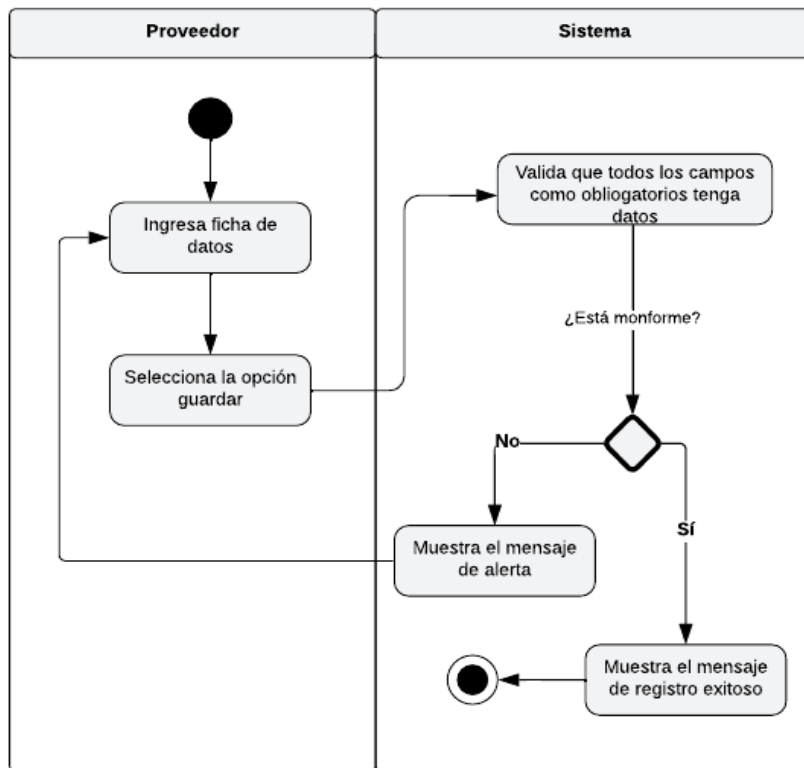 Proveedor
Sistema
Ingresa ficha de
datos
Selecciona la opción
guardar
Valida que todos los campos
como obliogatorios tenga
datos
¿Está monforme?
No
Sí
Muestra el mensaje
de alerta
Muestra el mensaje
de registro exitoso